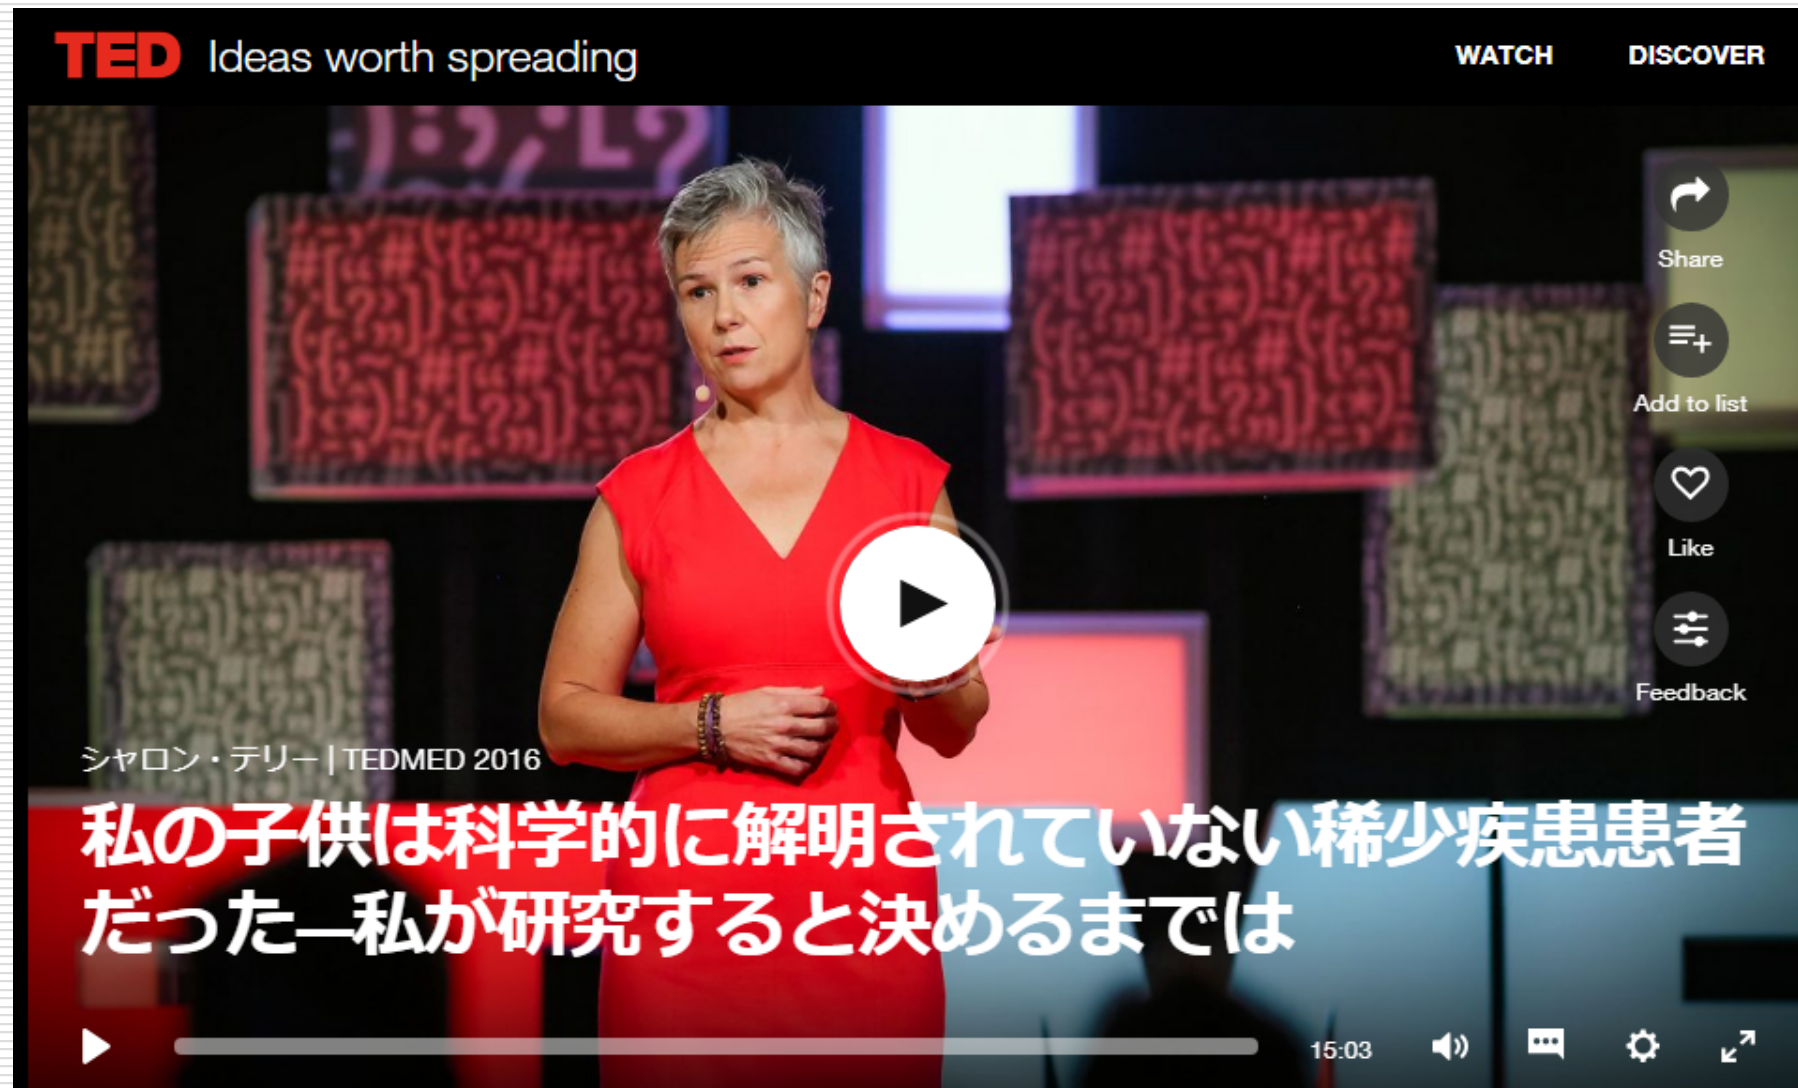 TED Ideas worth spreading
WATCH DISCOVER
Share
Add to list
Like
Feedback
シャロン・テリー | TEDMED 2016
私の子供は科学的に解明されていない稀少疾患患者
だった—私が研究すると決めるまでは
15:03